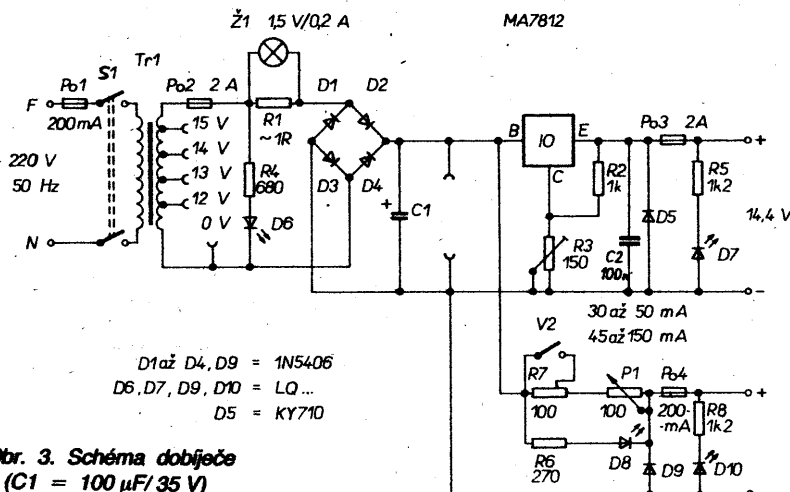 Ž1 1,5 V/0,2 A
MA7812
Tr1
S1
Po1
Po2 2 A
D1
D2
F
200mA
R1
~1R
B
IO
E
Po3
2A
+
15 V
14 V
13 V
12 V
0 V
220 V
50 Hz
R4
680
D3
D4
C
R2
1k
R5
1k2
+
C1
D5
14,4 V
N
D6
R3
150
C2
100n
D7
-
30 až 50 mA
45 až 150 mA
V2
D1 až D4, D9 = 1N5406
D6, D7, D9, D10 = LQ ...
D5 = KY710
R7
100
P1
100
Po4
200-
-mA
+
R8
1k2
R6
270
D8
D9
D10
Obr. 3. Schéma dobíječe
(C1 = 100 µF/35 V)